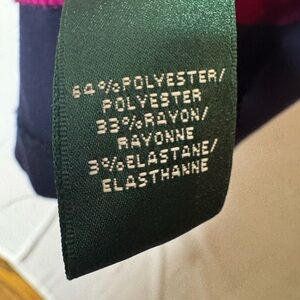 64%POLYESTER/
POLYESTER
33%RAYON/
RAYONNE
3%ELASTANE/
ELASTHANNE